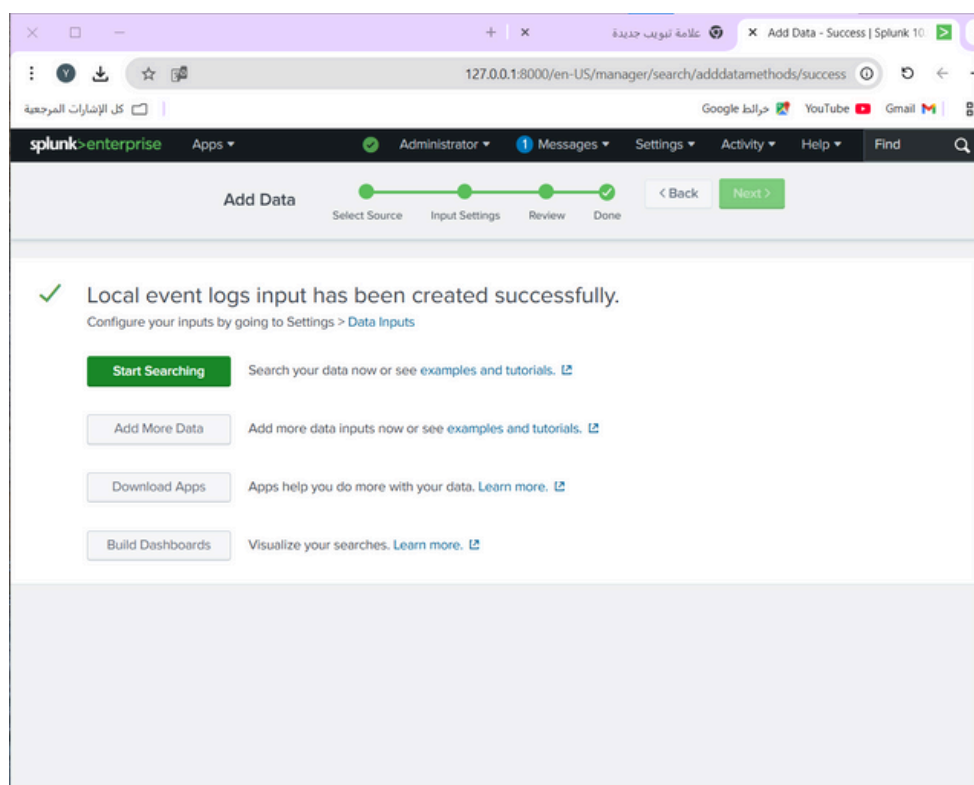 علامة تبويب جديدة
Add Data - Success | Splunk 10.
127.0.0.1:8000/en-US/manager/search/adddatamethods/success
Y
كل الإشارات المرجعية
خرائط Google
YouTube
Gmail
splunk>enterprise Apps Administrator 1 Messages Settings Activity Help Find
Add Data
Select Source Input Settings Review Done
< Back Next >
Local event logs input has been created successfully.
Configure your inputs by going to Settings > Data Inputs
Start Searching Search your data now or see examples and tutorials.
Add More Data Add more data inputs now or see examples and tutorials.
Download Apps Apps help you do more with your data. Learn more.
Build Dashboards Visualize your searches. Learn more.